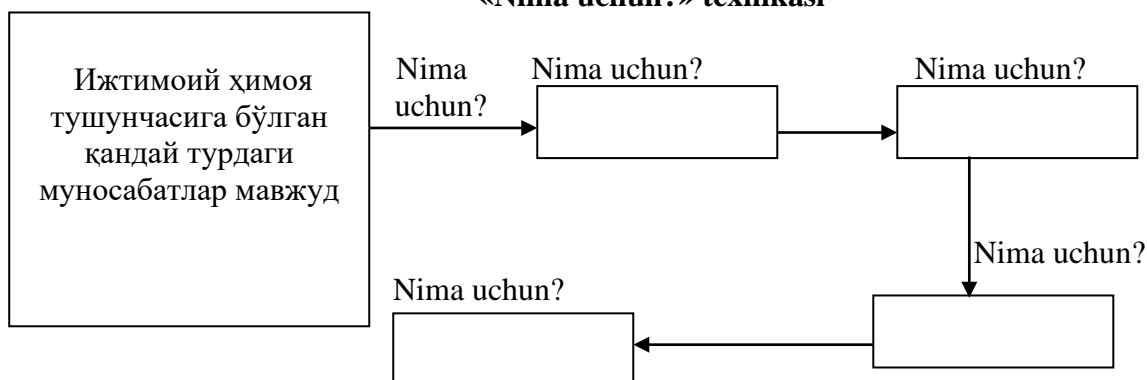 «Nima uchun?» texnikasi
Ижтимоий ҳимоя
тушунчасига бўлган
қандай турдаги
муносабатлар мавжуд
Nima
uchun?
Nima uchun?
Nima uchun?
Nima uchun?
Nima uchun?